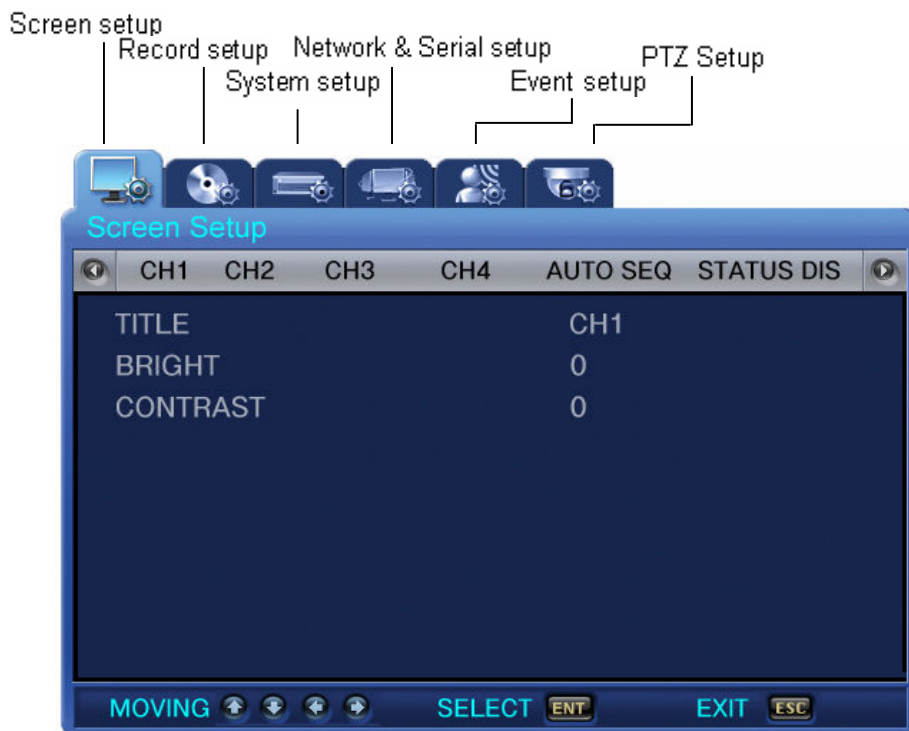 Screen setup
Record setup
Network & Serial setup
PTZ Setup
System setup
Event setup
6
Screen Setup
CH1 CH2 CH3 CH4 AUTO SEQ STATUS DIS
TITLE CH1
BRIGHT 0
CONTRAST 0
MOVING SELECT ENT EXIT ESC